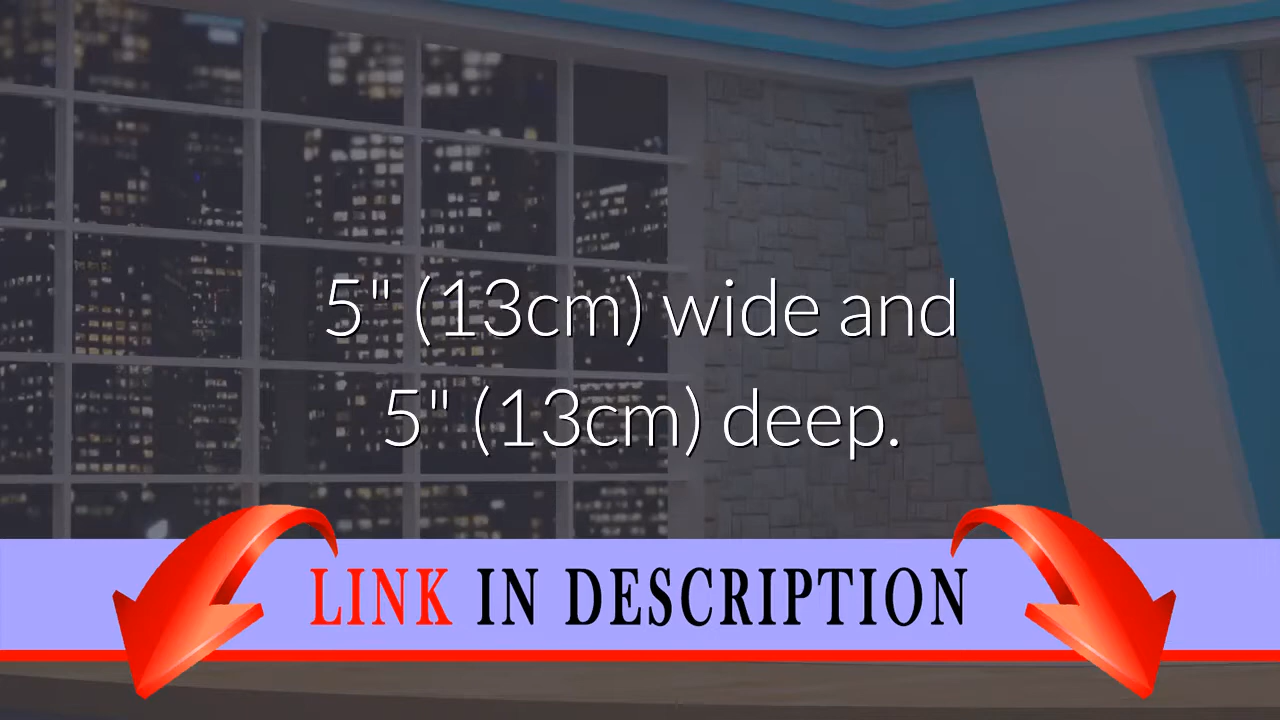 5" (13cm) wide and
5" (13cm) deep.
LINK IN DESCRIPTION